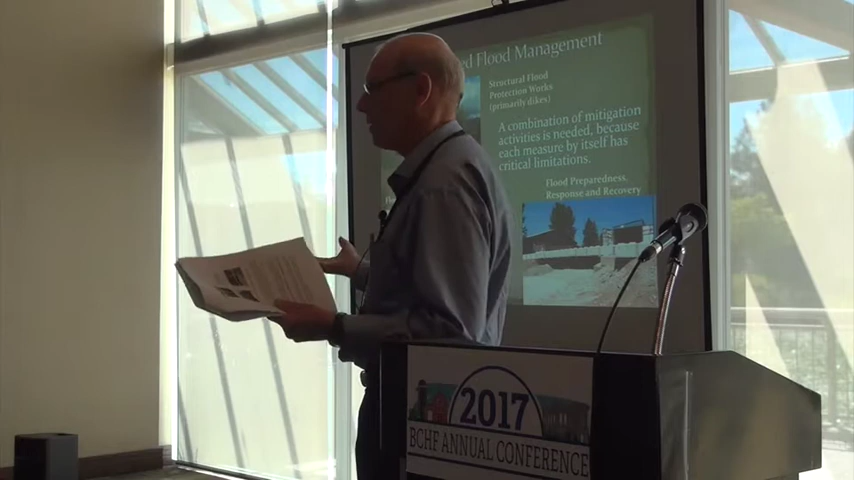 ed Flood Management
Structural Flood
Protection Works
(primarily dikes)
A combination of mitigation
activities is needed, because
each measure by itself has
critical limitations.
Flood Preparedness,
Response and Recovery
2017
BCHF ANNUAL CONFERENCE